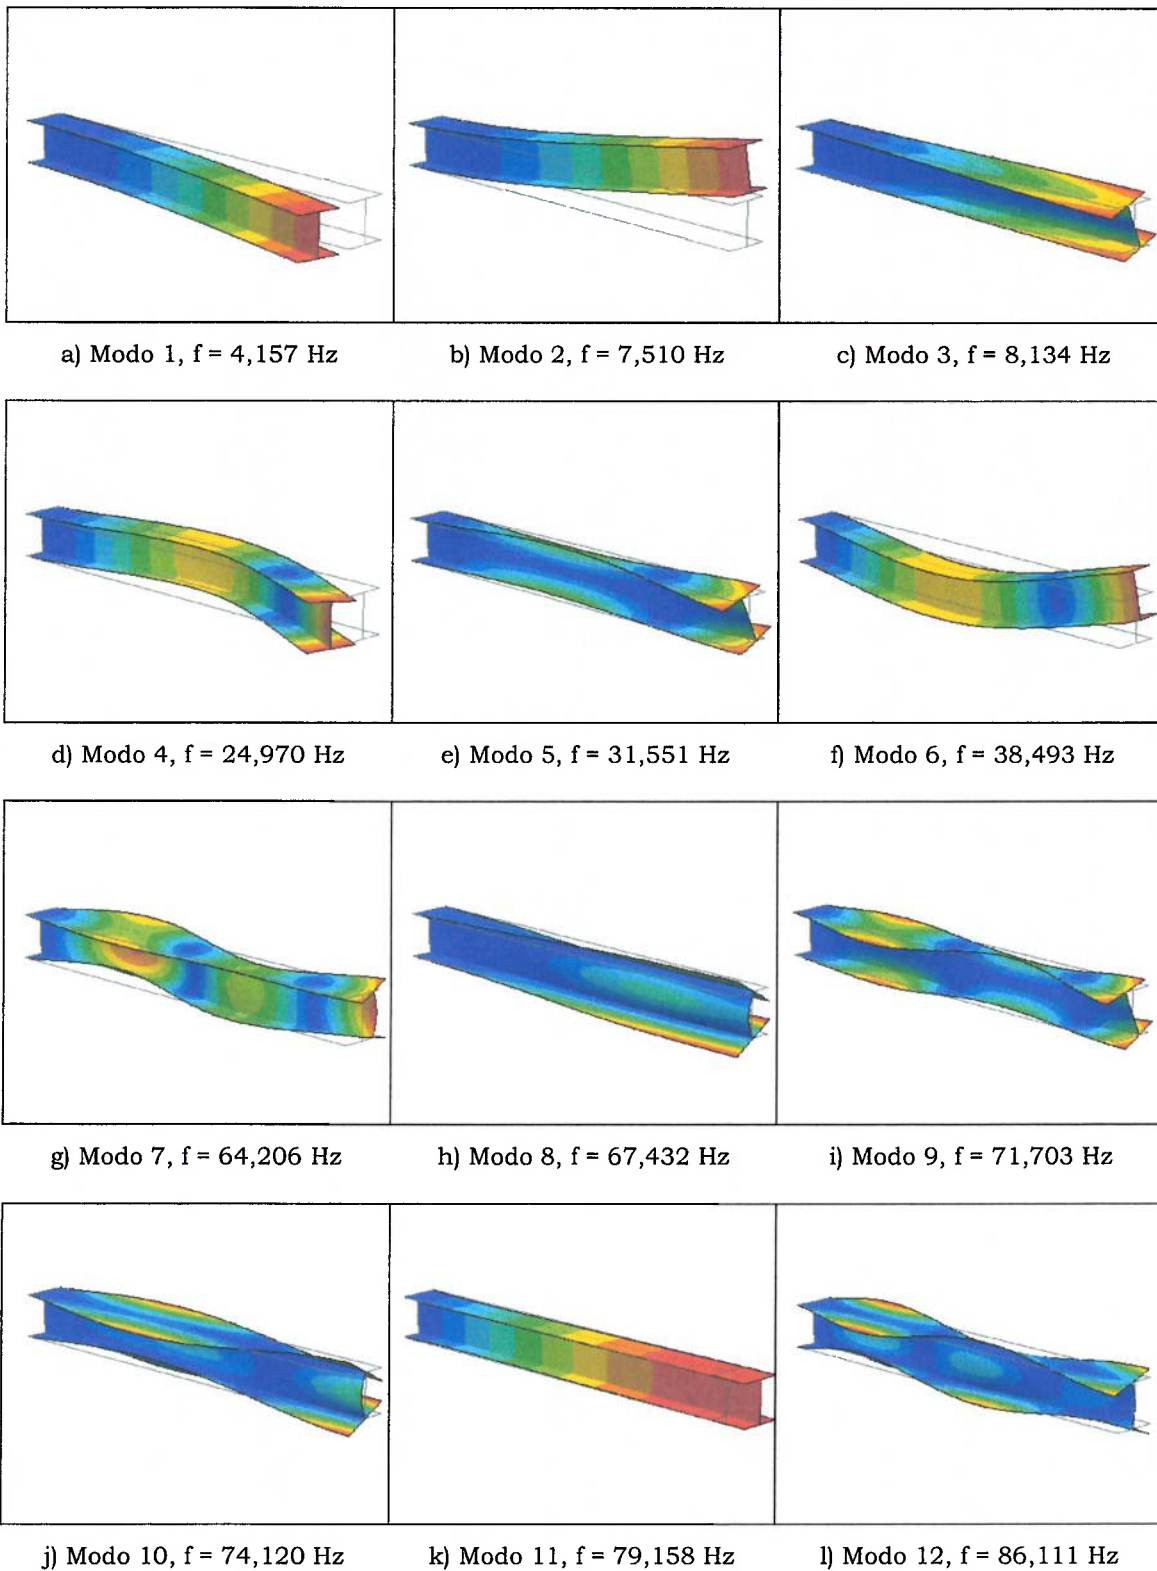 a) Modo 1, f = 4,157 Hz
b) Modo 2, f = 7,510 Hz
c) Modo 3, f = 8,134 Hz
d) Modo 4, f = 24,970 Hz
e) Modo 5, f = 31,551 Hz
f) Modo 6, f = 38,493 Hz
g) Modo 7, f = 64,206 Hz
h) Modo 8, f = 67,432 Hz
i) Modo 9, f = 71,703 Hz
j) Modo 10, f = 74,120 Hz
k) Modo 11, f = 79,158 Hz
l) Modo 12, f = 86,111 Hz